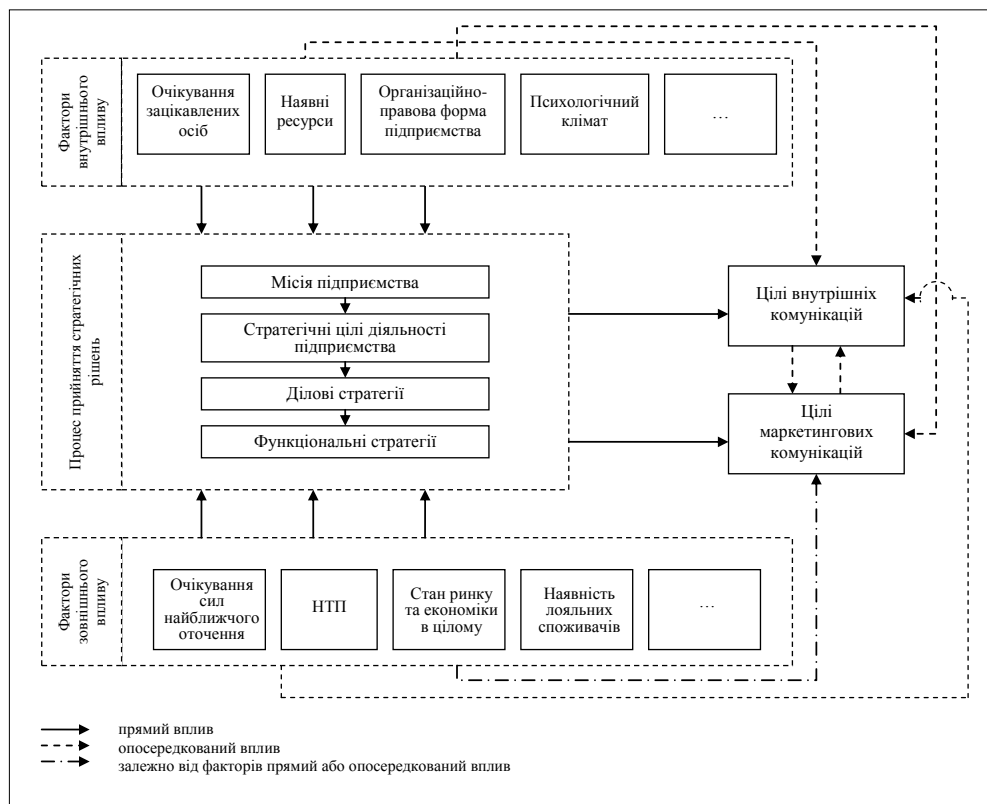 Фактори
внутрішнього
впливу
Очікування
зацікавлених
осіб
Наявні
ресурси
Організаційно-
правова форма
підприємства
Психологічний
клімат
…
Процес прийняття стратегічних
рішень
Місія підприємства
Стратегічні цілі діяльності
підприємства
Ділові стратегії
Функціональні стратегії
Цілі внутрішніх
комунікацій
Цілі
маркетингових
комунікацій
Фактори
зовнішнього
впливу
Очікування
сил
найближчого
оточення
НТП
Стан ринку
та економіки
в цілому
Наявність
лояльних
споживачів
…
прямий вплив
опосередкований вплив
залежно від факторів прямий або опосередкований вплив